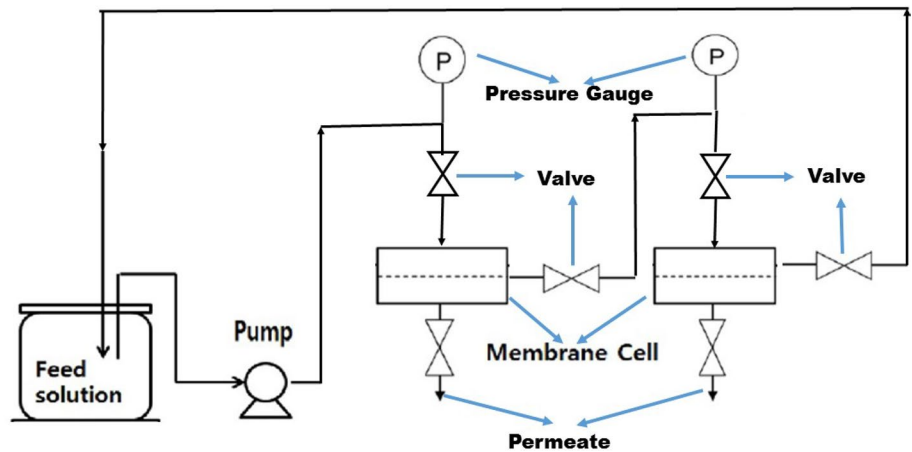 P
P
Pressure Gauge
Valve
Valve
Pump
Feed
solution
Membrane Cell
Permeate